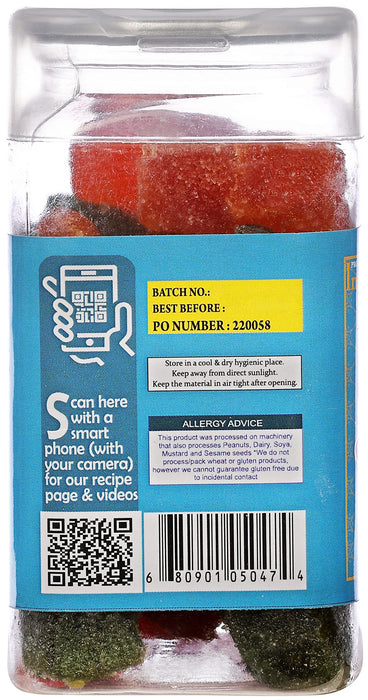 BATCH NO.:
BEST BEFORE :
PO NUMBER : 220058
Store in a cool & dry hygienic place.
Keep away from direct sunlight.
Keep the material in air tight after opening.
Scan here
with a
smart
phone (with
your camera)
for our recipe
page & videos
ALLERGY ADVICE
This product was processed on machinery
that also processes Peanuts, Dairy, Soya,
Mustard and Sesame seeds *We do not
process/pack wheat or gluten products,
however we cannot guarantee gluten free due
to incidental contact
6 80901 05047 4